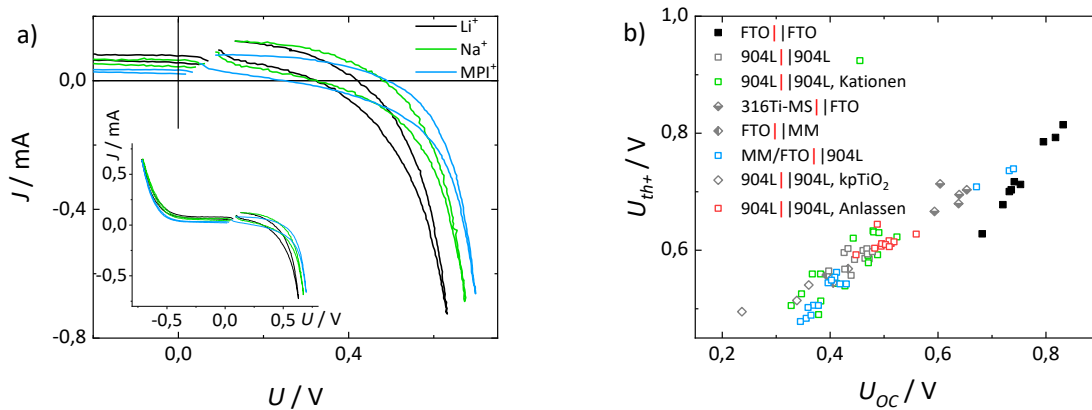 a)
Li⁺
Na⁺
MPI⁺
0,0
-0,4
-0,8
J / mA
0,0
0,4
U / V
J / mA
0,5
0,0
-0,5
-0,5
0,0
0,5
U / V
b)
FTO||FTO
904L||904L
904L||904L, Kationen
316Ti-MS||FTO
FTO||MM
MM/FTO||904L
904L||904L, kpTiO₂
904L||904L, Anlassen
1,0
0,8
0,6
U_th+ / V
0,2
0,4
0,6
0,8
U_OC / V